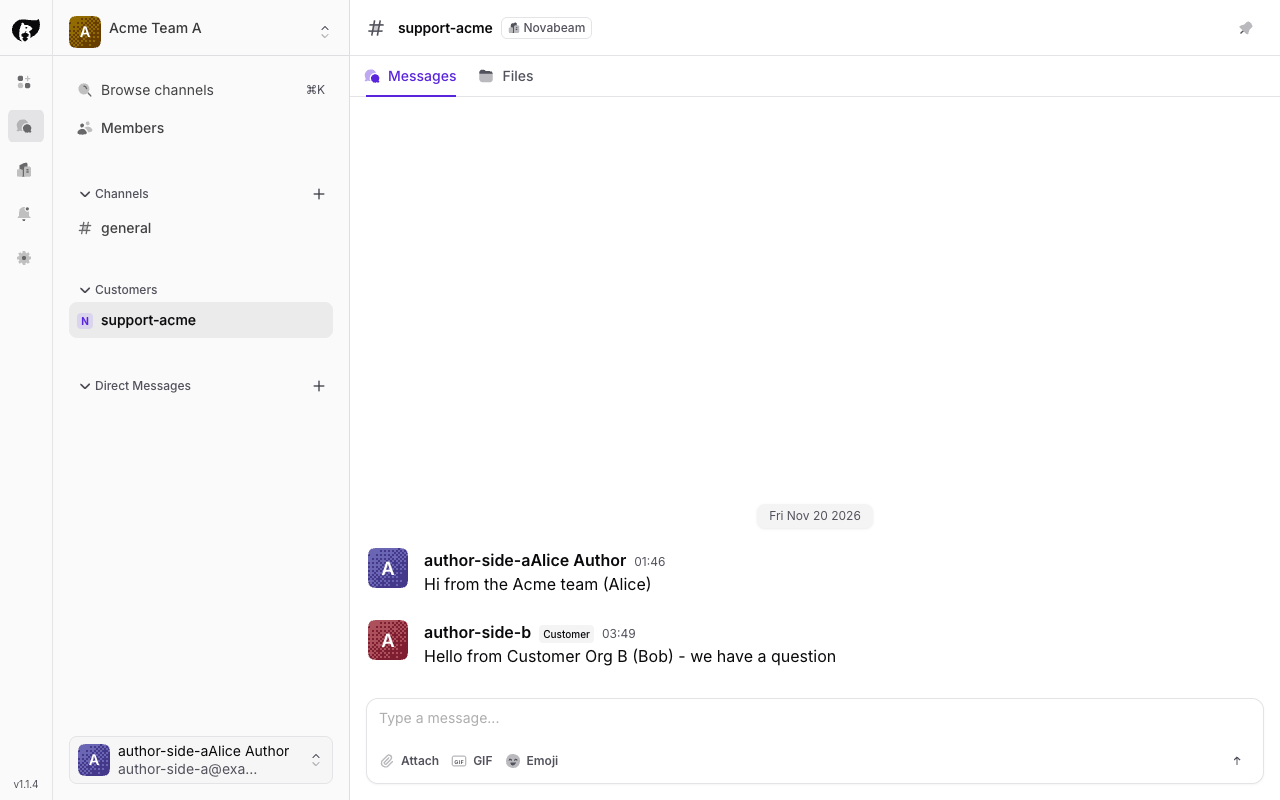 A Acme Team A
Browse channels ⌘K
Members
Channels
# general
Customers
N support-acme
Direct Messages
A author-side-aAlice Author
author-side-a@exa...
v1.1.4
# support-acme Novabeam
Messages Files
Fri Nov 20 2026
A author-side-aAlice Author 01:46
Hi from the Acme team (Alice)
A author-side-b Customer 03:49
Hello from Customer Org B (Bob) - we have a question
Type a message...
Attach GIF GIF Emoji